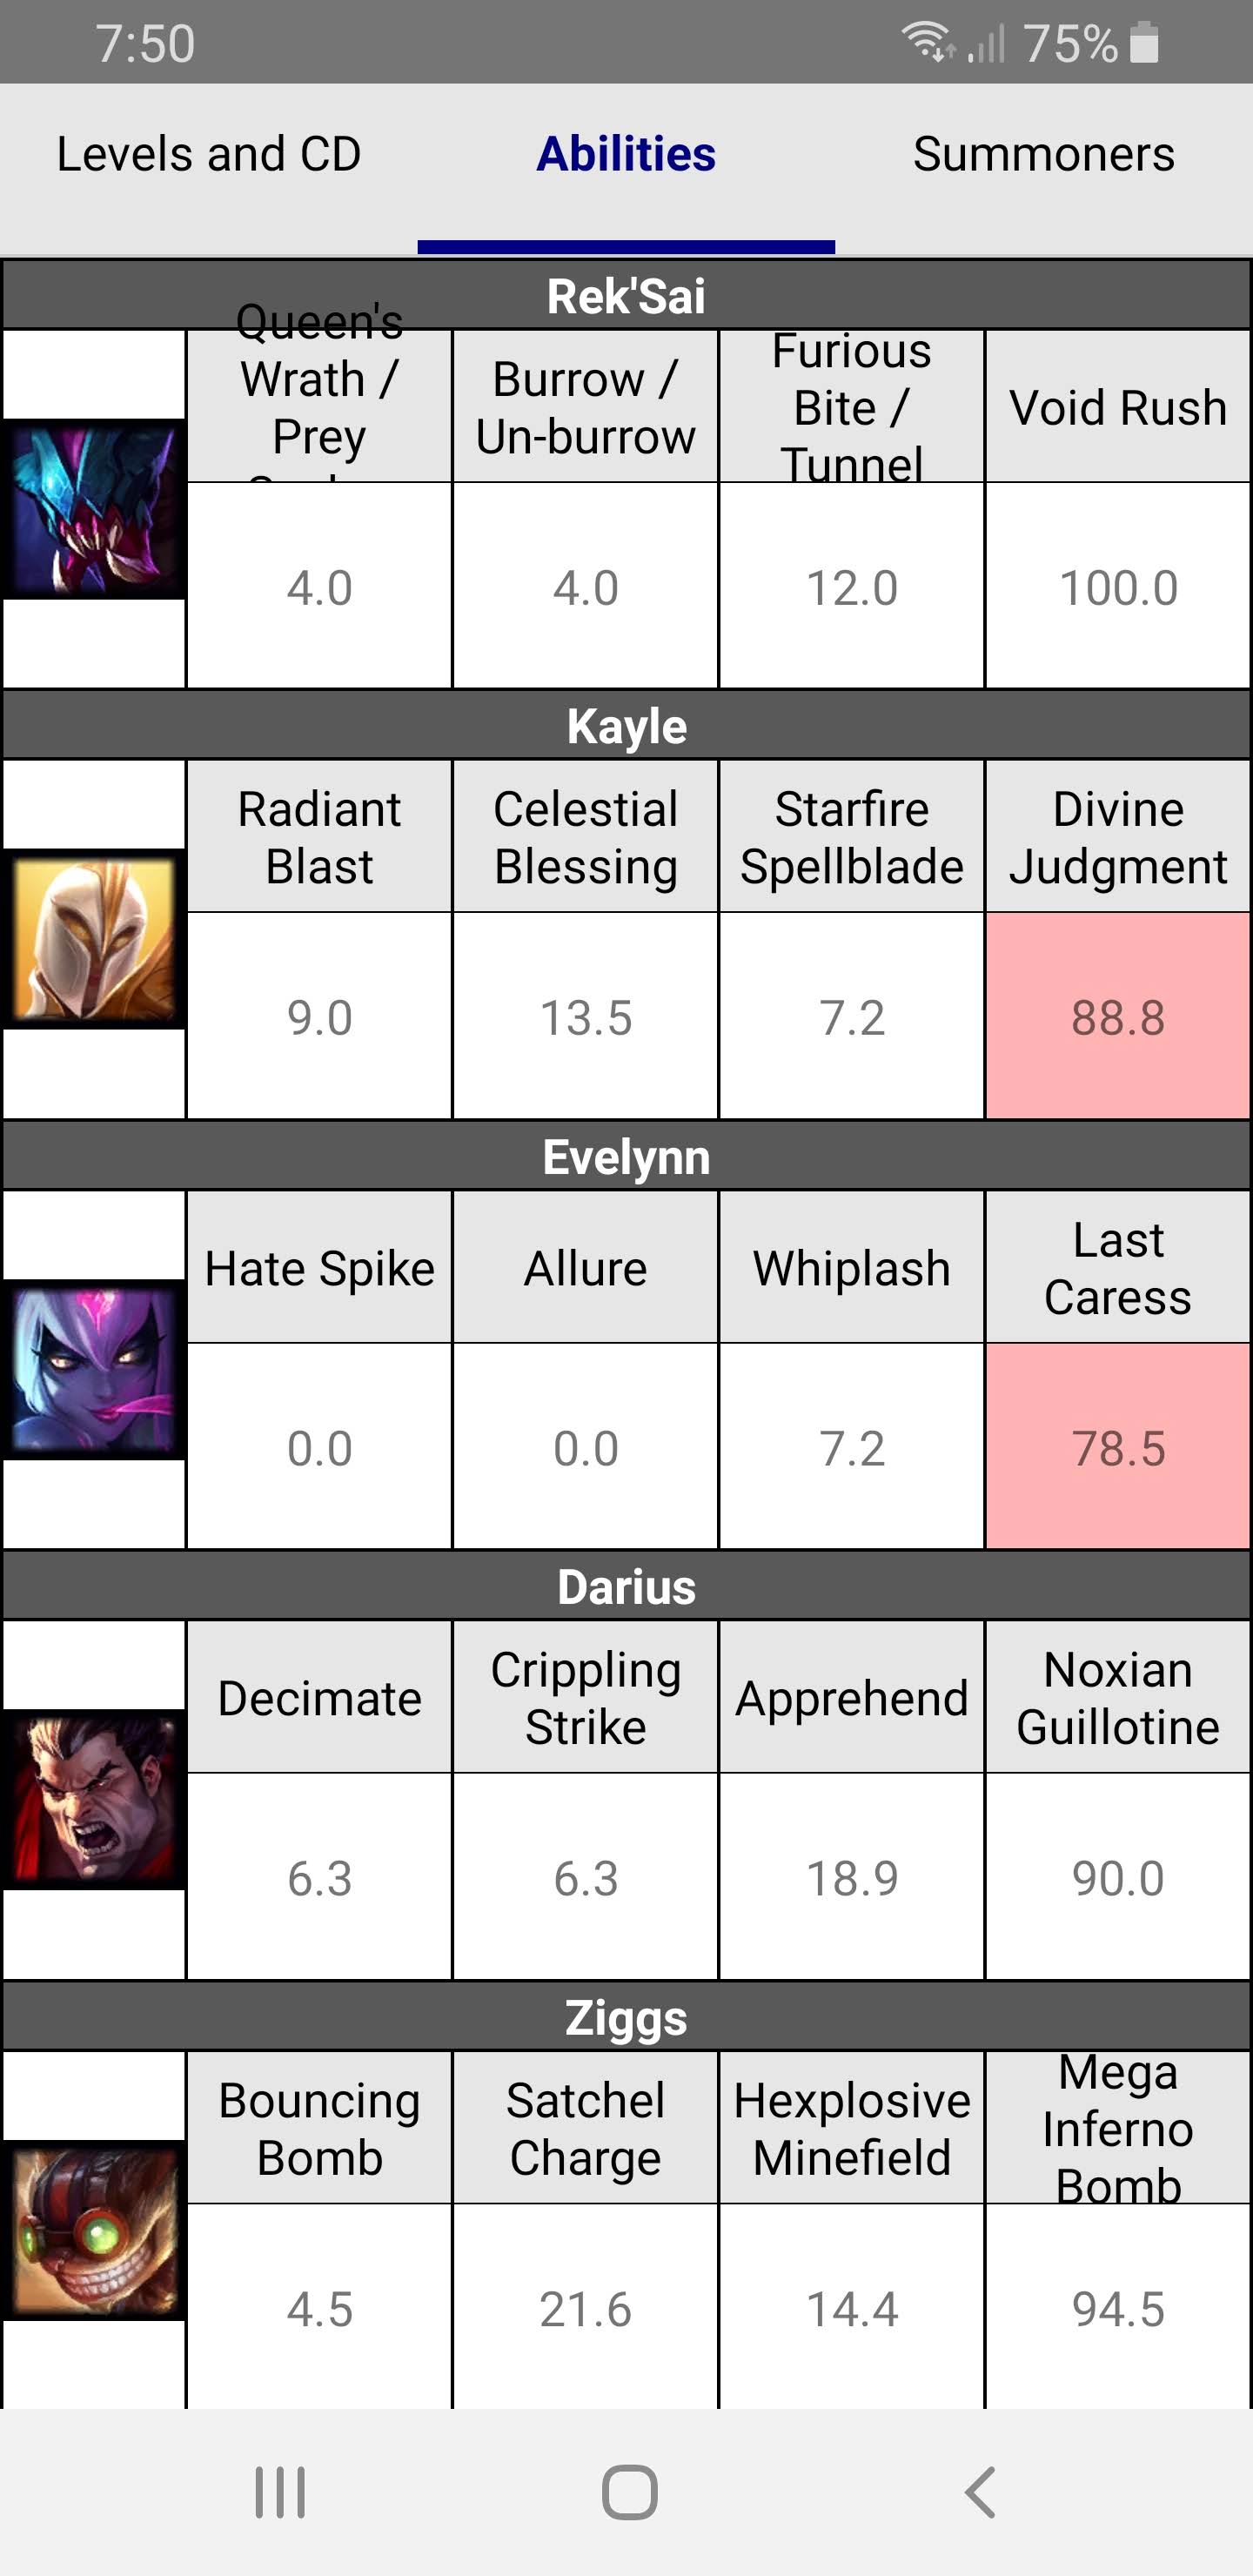 7:50
75%
Levels and CD
Abilities
Summoners
Rek'Sai
Queen's
Wrath /
Prey
Burrow /
Un-burrow
Furious
Bite /
Tunnel
Void Rush
4.0
4.0
12.0
100.0
Kayle
Radiant
Blast
Celestial
Blessing
Starfire
Spellblade
Divine
Judgment
9.0
13.5
7.2
88.8
Evelynn
Hate Spike
Allure
Whiplash
Last
Caress
0.0
0.0
7.2
78.5
Darius
Decimate
Crippling
Strike
Apprehend
Noxian
Guillotine
6.3
6.3
18.9
90.0
Ziggs
Bouncing
Bomb
Satchel
Charge
Hexplosive
Minefield
Mega
Inferno
Bomb
4.5
21.6
14.4
94.5